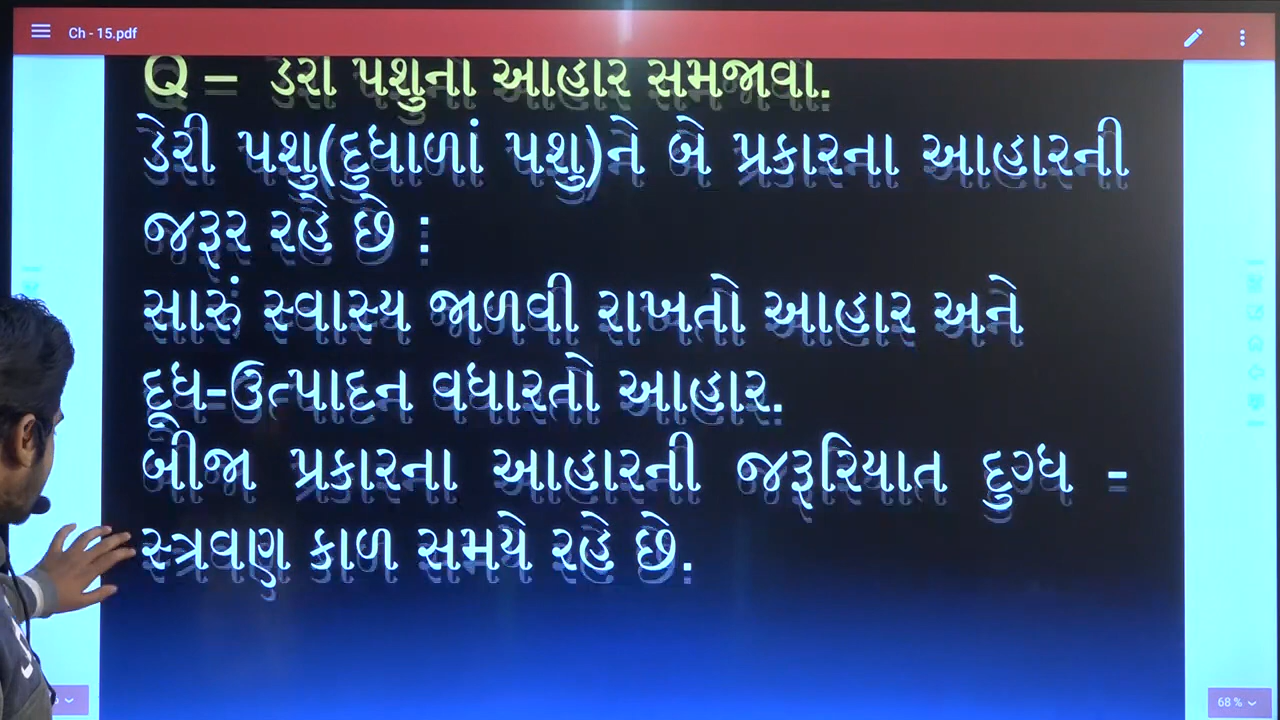 Ch - 15.pdf
Q = ડેરી પશુનો આહાર સમજાવો.
ડેરી પશુ(દુધાળાં પશુ)ને બે પ્રકારના આહારની
જરૂર રહે છે :
સારું સ્વાસ્ય જાળવી રાખતો આહાર અને
દૂધ-ઉત્પાદન વધારતો આહાર.
બીજા પ્રકારના આહારની જરૂરિયાત દુગ્ધ -
સ્ત્રવણ કાળ સમયે રહે છે.
68 %